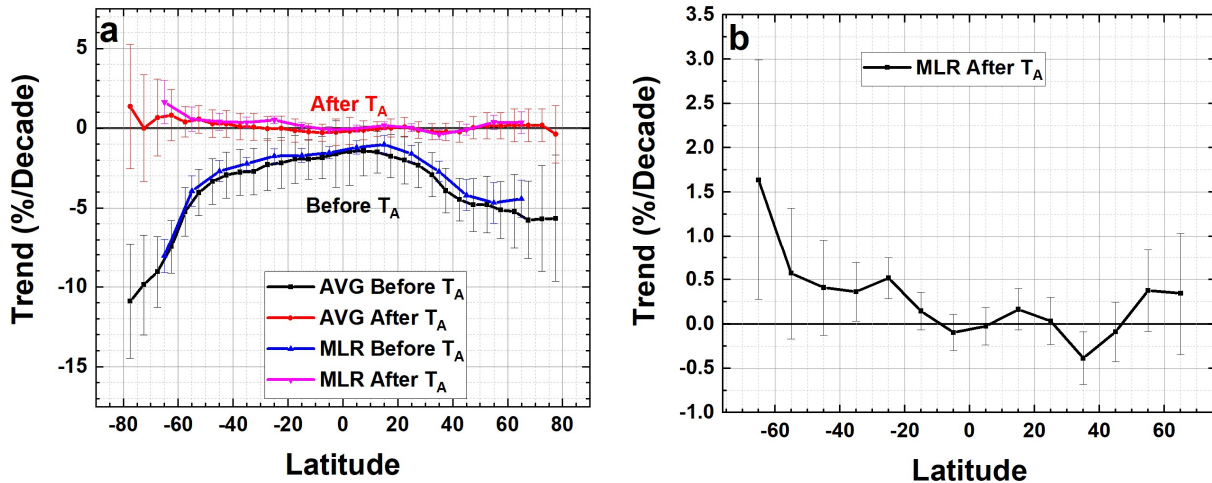 a
Trend (%/Decade)
5
0
-5
-10
-15
After TA
Before TA
AVG Before TA
AVG After TA
MLR Before TA
MLR After TA
-80 -60 -40 -20 0 20 40 60 80
Latitude
b
Trend (%/Decade)
3.5
3.0
2.5
2.0
1.5
1.0
0.5
0.0
-0.5
-1.0
MLR After TA
-60 -40 -20 0 20 40 60
Latitude